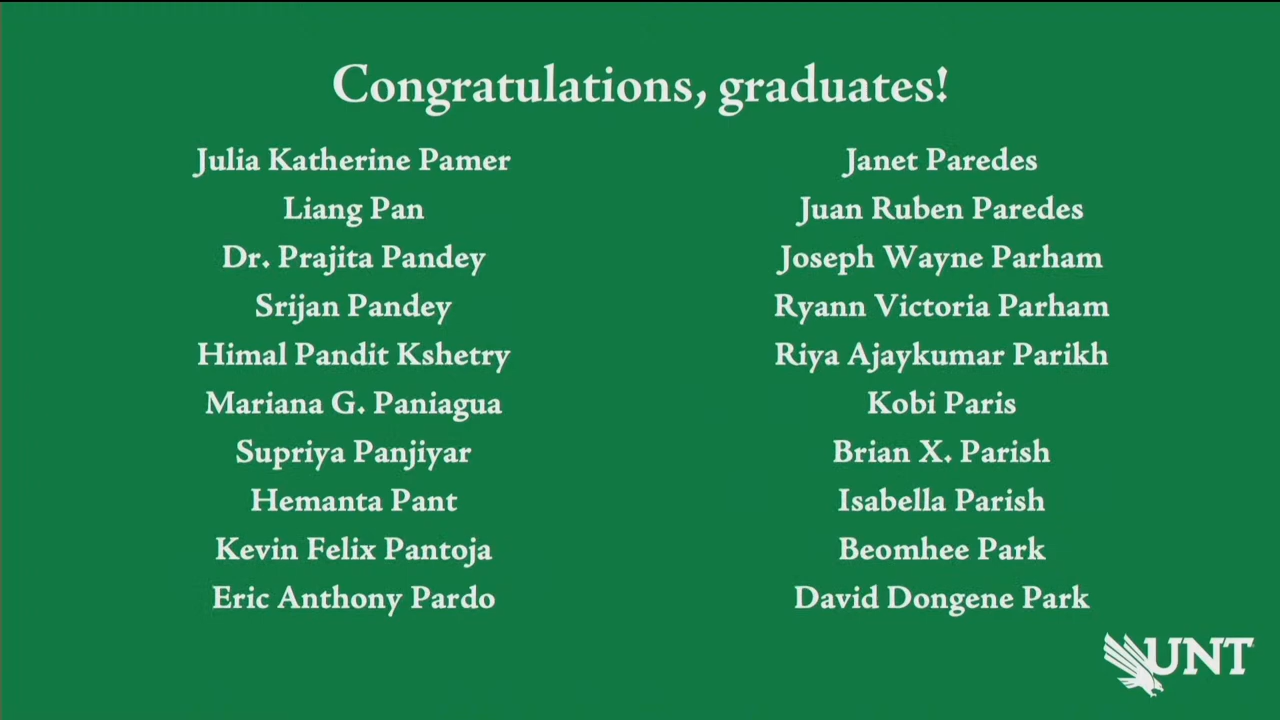 Congratulations, graduates!
Julia Katherine Pamer
Liang Pan
Dr. Prajita Pandey
Srijan Pandey
Himal Pandit Kshetry
Mariana G. Paniagua
Supriya Panjiyar
Hemanta Pant
Kevin Felix Pantoja
Eric Anthony Pardo
Janet Paredes
Juan Ruben Paredes
Joseph Wayne Parham
Ryann Victoria Parham
Riya Ajaykumar Parikh
Kobi Paris
Brian X. Parish
Isabella Parish
Beomhee Park
David Dongene Park
UNT